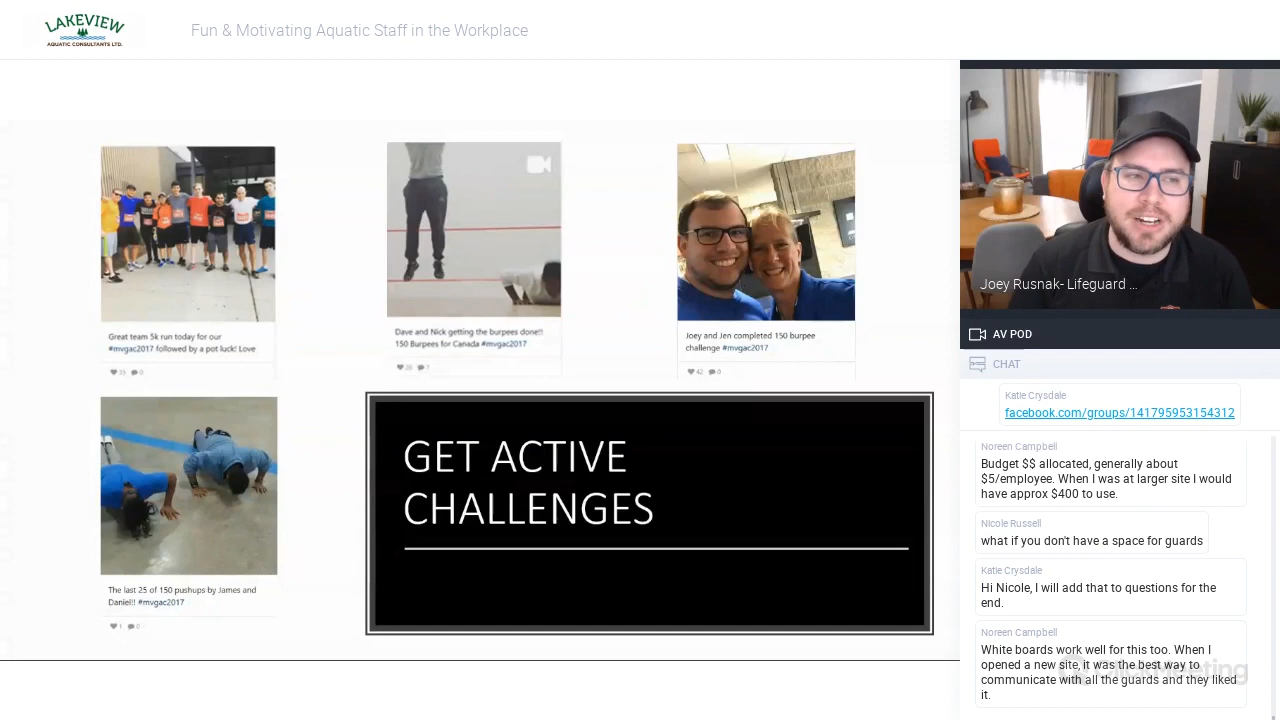 LAKEVIEW
AQUATIC CONSULTANTS LTD.
Fun & Motivating Aquatic Staff in the Workplace
Great team 5k run today for our
#mvgac2017 followed by a pot luck! Love
33 0
Dave and Nick getting the burpees done!!
150 Burpees for Canada #mvgac2017
Joey and Jen completed 150 burpee
challenge #mvgac2017
42 0
The last 25 of 150 pushups by James and
Daniel!! #mvgac2017
1 0
GET ACTIVE
CHALLENGES
Joey Rusnak- Lifeguard ...
AV POD
CHAT
Katie Crysdale
facebook.com/groups/141795953154312
Noreen Campbell
Budget $$ allocated, generally about
$5/employee. When I was at larger site I would
have approx $400 to use.
Nicole Russell
what if you don't have a space for guards
Katie Crysdale
Hi Nicole, I will add that to questions for the
end.
Noreen Campbell
White boards work well for this too. When I
opened a new site, it was the best way to
communicate with all the guards and they liked
it.
ClickMeeting